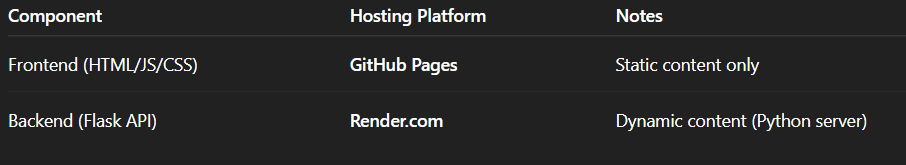 Component Hosting Platform Notes
Frontend (HTML/JS/CSS) GitHub Pages Static content only
Backend (Flask API) Render.com Dynamic content (Python server)